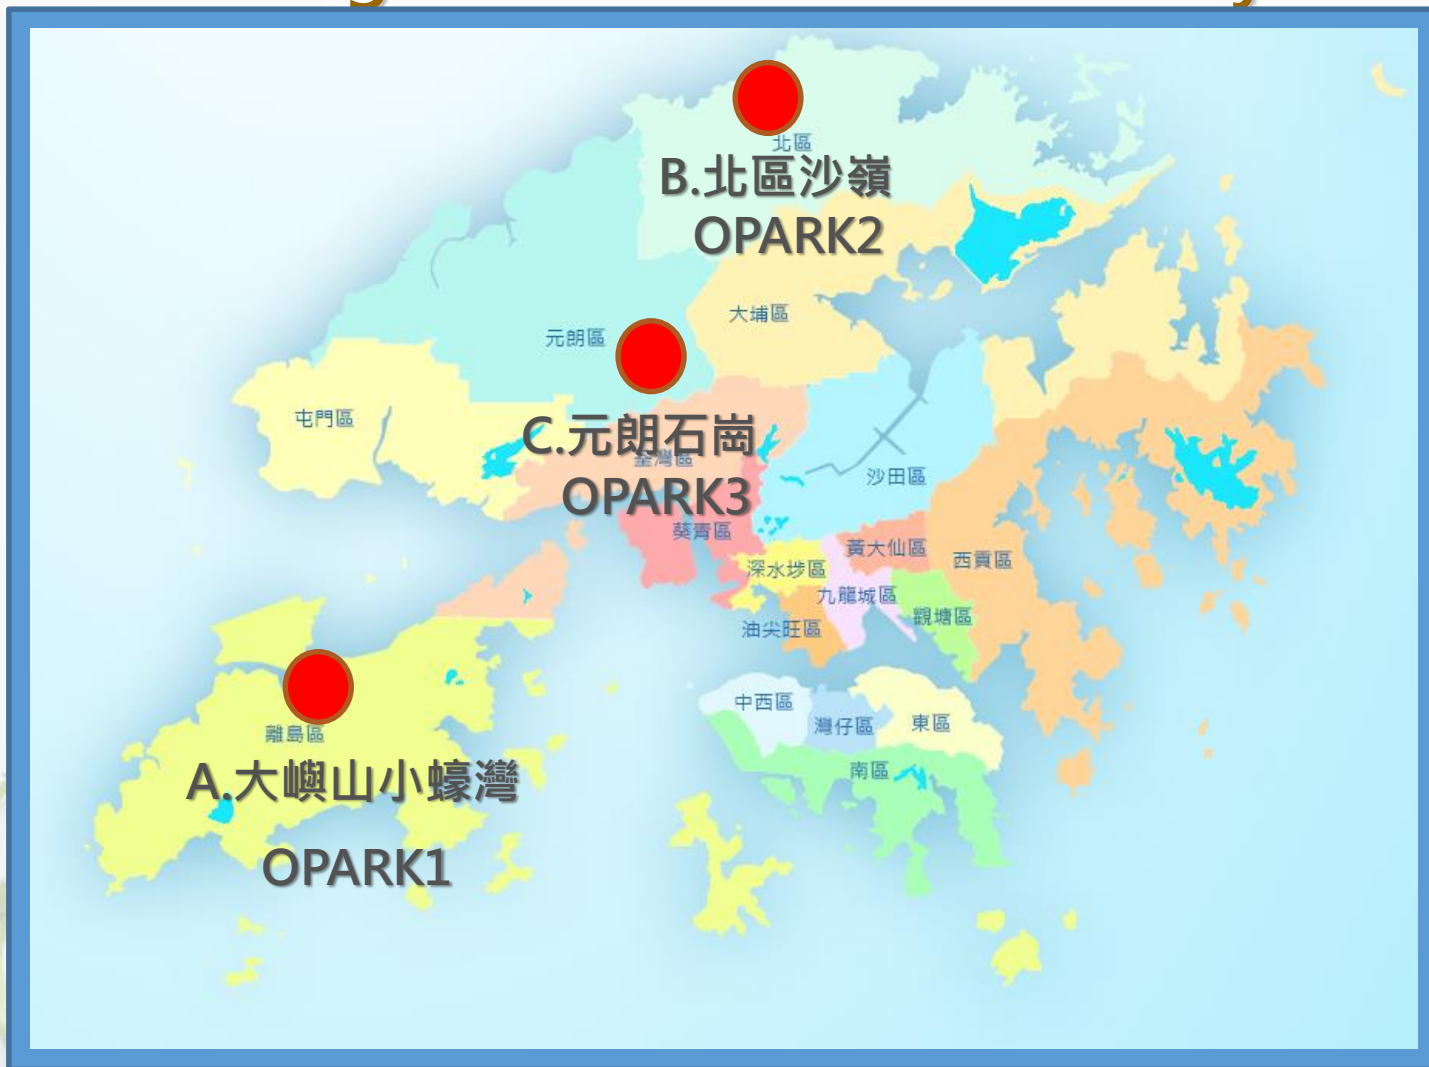 北區
B.北區沙嶺
OPARK2
大埔區
元朗區
屯門區
C.元朗石崗
荃灣區
OPARK3
沙田區
葵青區
黃大仙區
西貢區
深水埗區
九龍城區
觀塘區
油尖旺區
中西區
灣仔區
東區
離島區
南區
A.大嶼山小蠔灣
OPARK1